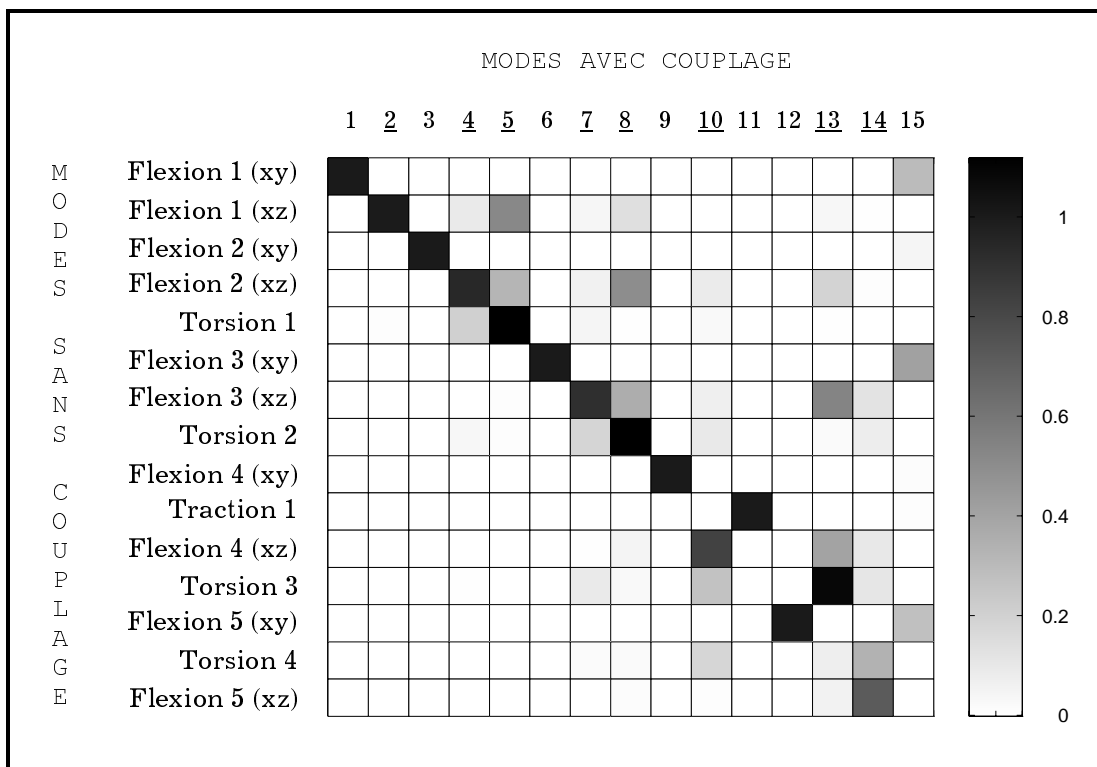 MODES AVEC COUPLAGE
1 2 3 4 5 6 7 8 9 10 11 12 13 14 15
MODES SANS COUPLAGE
Flexion 1 (xy)
Flexion 1 (xz)
Flexion 2 (xy)
Flexion 2 (xz)
Torsion 1
Flexion 3 (xy)
Flexion 3 (xz)
Torsion 2
Flexion 4 (xy)
Traction 1
Flexion 4 (xz)
Torsion 3
Flexion 5 (xy)
Torsion 4
Flexion 5 (xz)
1
0.8
0.6
0.4
0.2
0